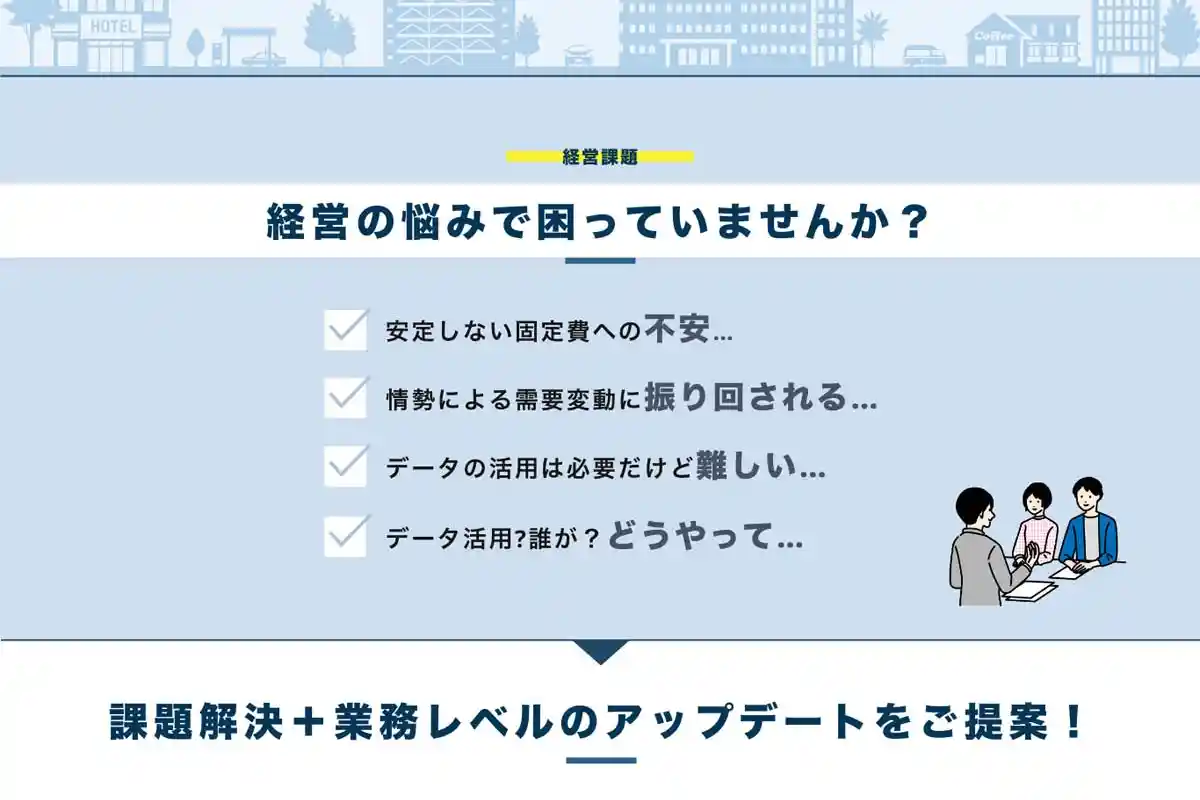 HOTEL
Coffee
経営課題
経営の悩みで困っていませんか？
安定しない固定費への不安...
情勢による需要変動に振り回される...
データの活用は必要だけど難しい...
データ活用?誰が？どうやって...
課題解決＋業務レベルのアップデートをご提案！